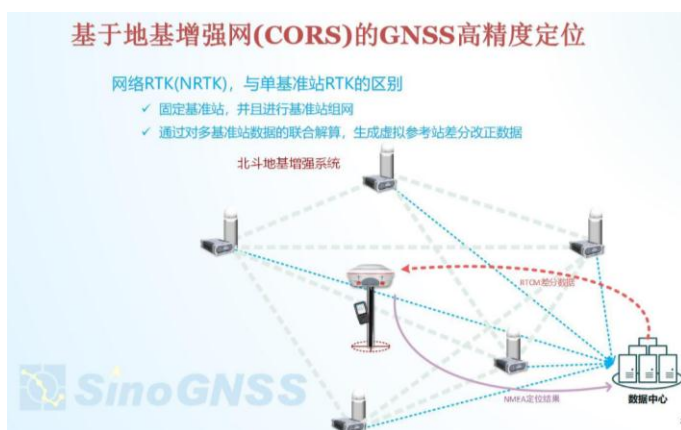 基于地基增强网(CORS)的GNSS高精度定位
网络RTK(NRTK)，与单基准站RTK的区别
✓ 固定基准站，并且进行基准站组网
✓ 通过对多基准站数据的联合解算，生成虚拟参考站差分改正数据
北斗地基增强系统
RTCM差分数据
NMEA定位结果
数据中心
SinoGNSS